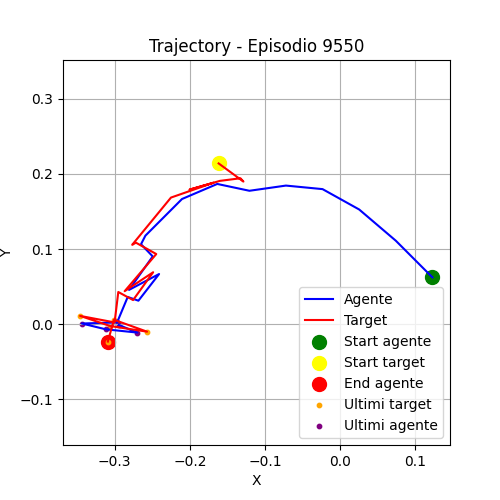 Trajectory - Episodio 9550
Y
0.3
0.2
0.1
0.0
−0.1
−0.3
−0.2
−0.1
0.0
0.1
X
Agente
Target
Start agente
Start target
End agente
Ultimi target
Ultimi agente